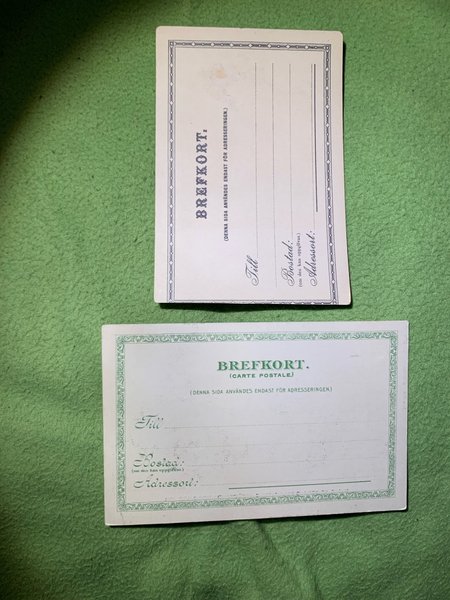 BREFKORT.
(DENNA SIDA ANVÄNDES ENDAST FÖR ADRESSERINGEN.)
Till
Bostad:
(om den kan uppgifvas.)
Adressort:
BREFKORT.
(CARTE POSTALE.)
(DENNA SIDA ANVÄNDES ENDAST FÖR ADRESSERINGEN.)
Till
Bostad:
(om den kan uppgifvas.)
Adressort: